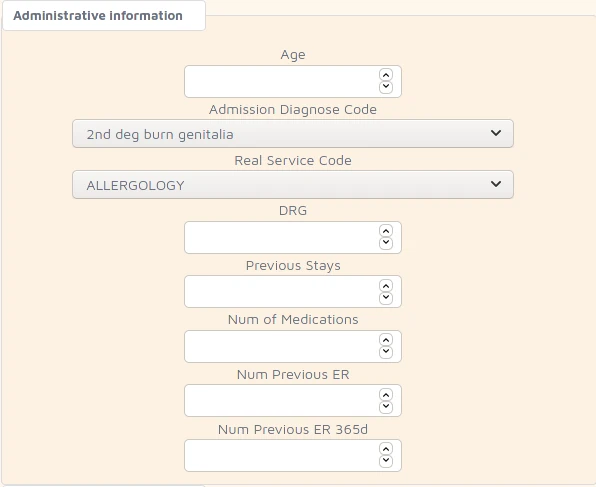 Administrative information
Age
Admission Diagnose Code
2nd deg burn genitalia
Real Service Code
ALLERGOLOGY
DRG
Previous Stays
Num of Medications
Num Previous ER
Num Previous ER 365d